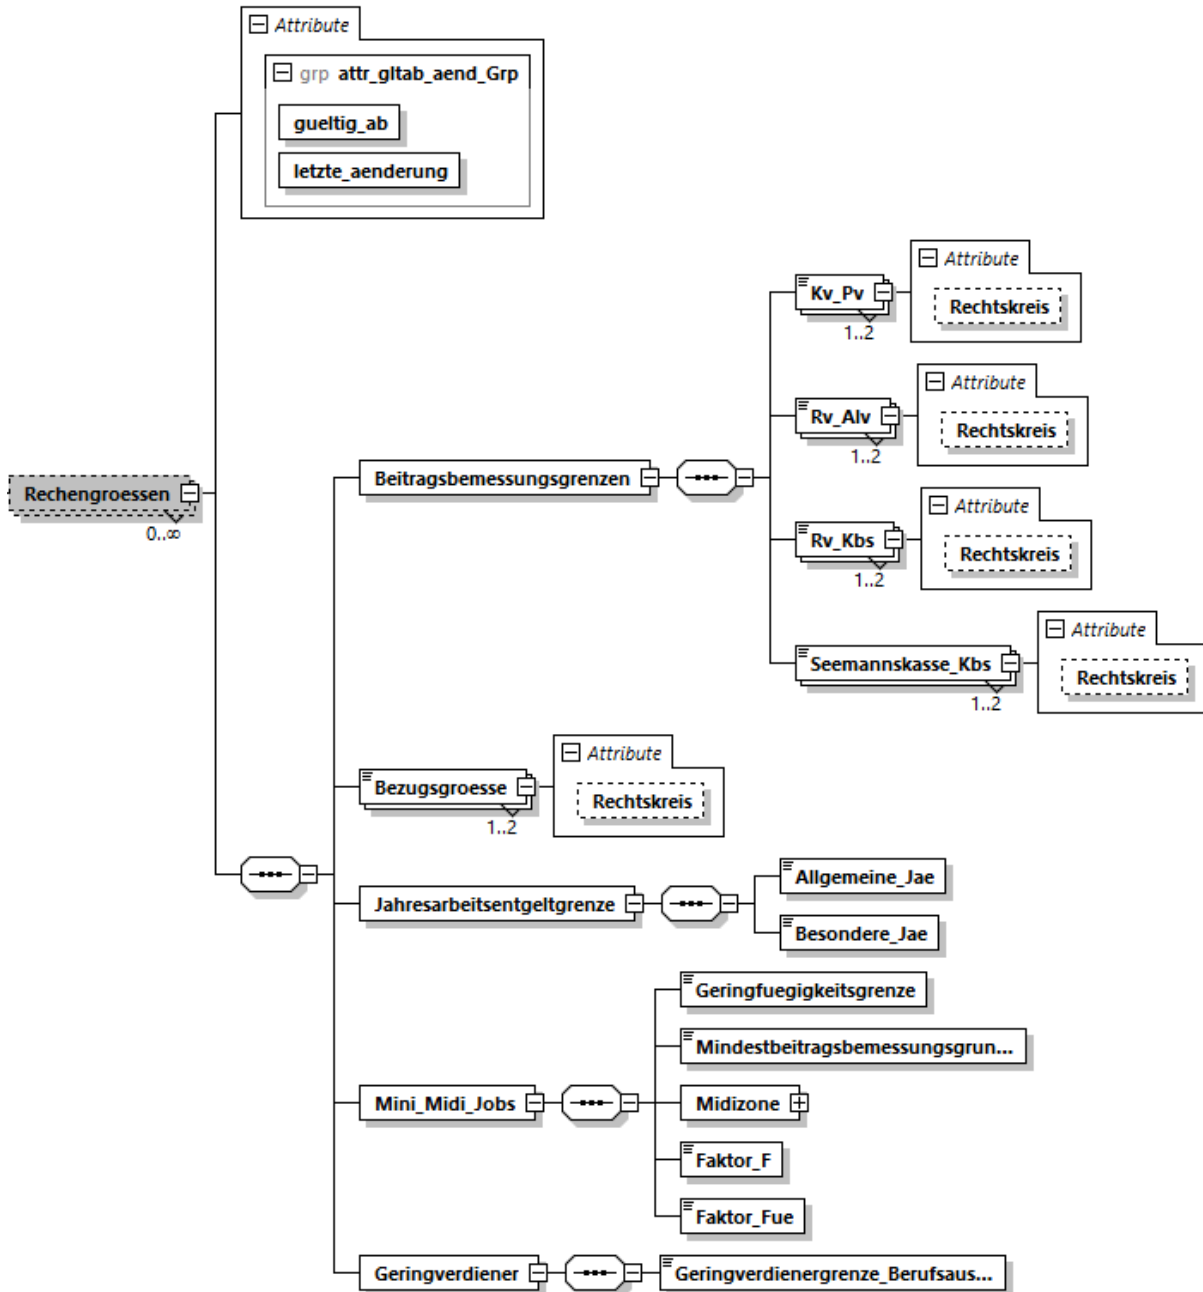 Attribute
grp attr_gltab_aend_Grp
gueltig_ab
letzte_aenderung
Attribute
Kv_Pv
Rechtskreis
1..2
Attribute
Rv_Alv
Rechtskreis
1..2
Beitragsbemessungsgrenzen
Rechengroessen
0..∞
Attribute
Rv_Kbs
Rechtskreis
1..2
Attribute
Seemannskasse_Kbs
Rechtskreis
1..2
Attribute
Bezugsgroesse
Rechtskreis
1..2
Jahresarbeitsentgeltgrenze
Allgemeine_Jae
Besondere_Jae
Mini_Midi_Jobs
Geringfuegigkeitsgrenze
Mindestbeitragsbemessungsgrun...
Midizone
Faktor_F
Faktor_Fue
Geringverdiener
Geringverdienergrenze_Berufsaus...